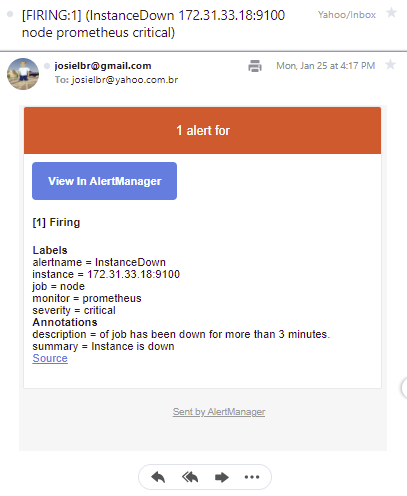 [FIRING:1] (InstanceDown 172.31.33.18:9100
node prometheus critical)
Yahoo/Inbox
josielbr@gmail.com
Mon, Jan 25 at 4:17 PM
To: josielbr@yahoo.com.br
1 alert for
View In AlertManager
[1] Firing
Labels
alertname = InstanceDown
instance = 172.31.33.18:9100
job = node
monitor = prometheus
severity = critical
Annotations
description = of job has been down for more than 3 minutes.
summary = Instance is down
Source
Sent by AlertManager